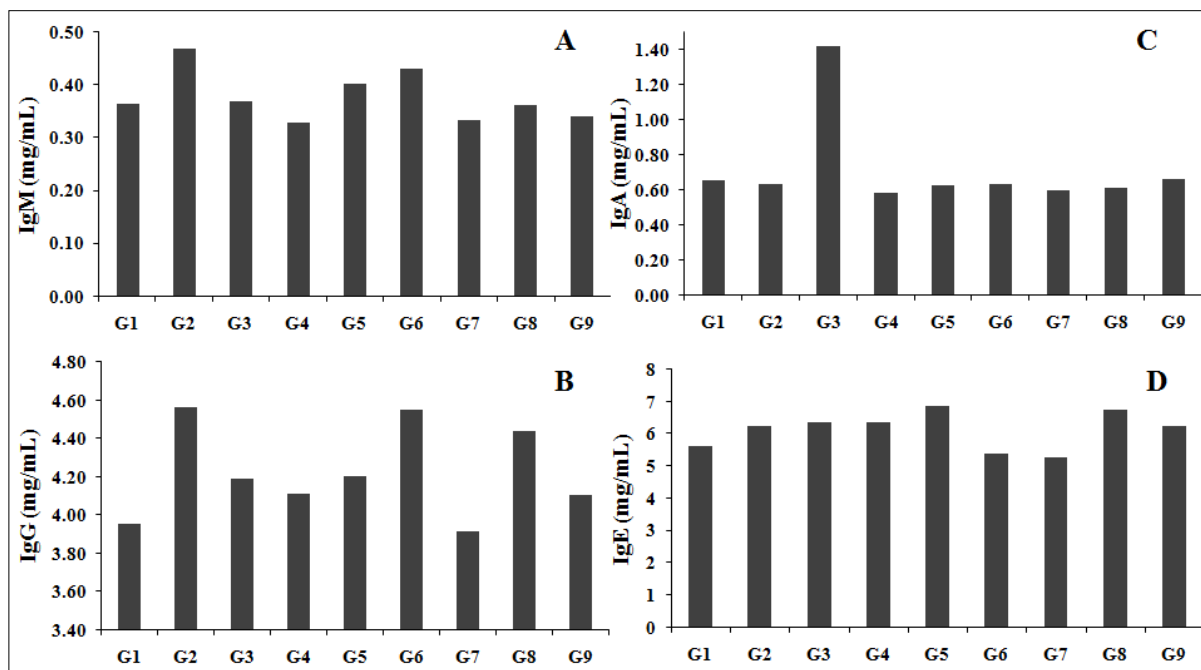 A
IgM (mg/mL)
0.50
0.40
0.30
0.20
0.10
0.00
G1 G2 G3 G4 G5 G6 G7 G8 G9
C
IgA (mg/mL)
1.40
1.20
1.00
0.80
0.60
0.40
0.20
0.00
G1 G2 G3 G4 G5 G6 G7 G8 G9
B
IgG (mg/mL)
4.80
4.60
4.40
4.20
4.00
3.80
3.60
3.40
G1 G2 G3 G4 G5 G6 G7 G8 G9
D
IgE (mg/mL)
8
7
6
5
4
3
2
1
0
G1 G2 G3 G4 G5 G6 G7 G8 G9